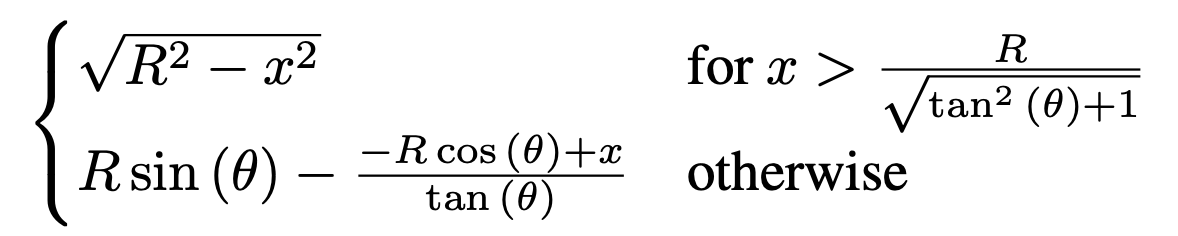 √(R² − x²) for x > R/√(tan² (θ)+1)
R sin (θ) − (−R cos (θ)+x)/tan (θ) otherwise